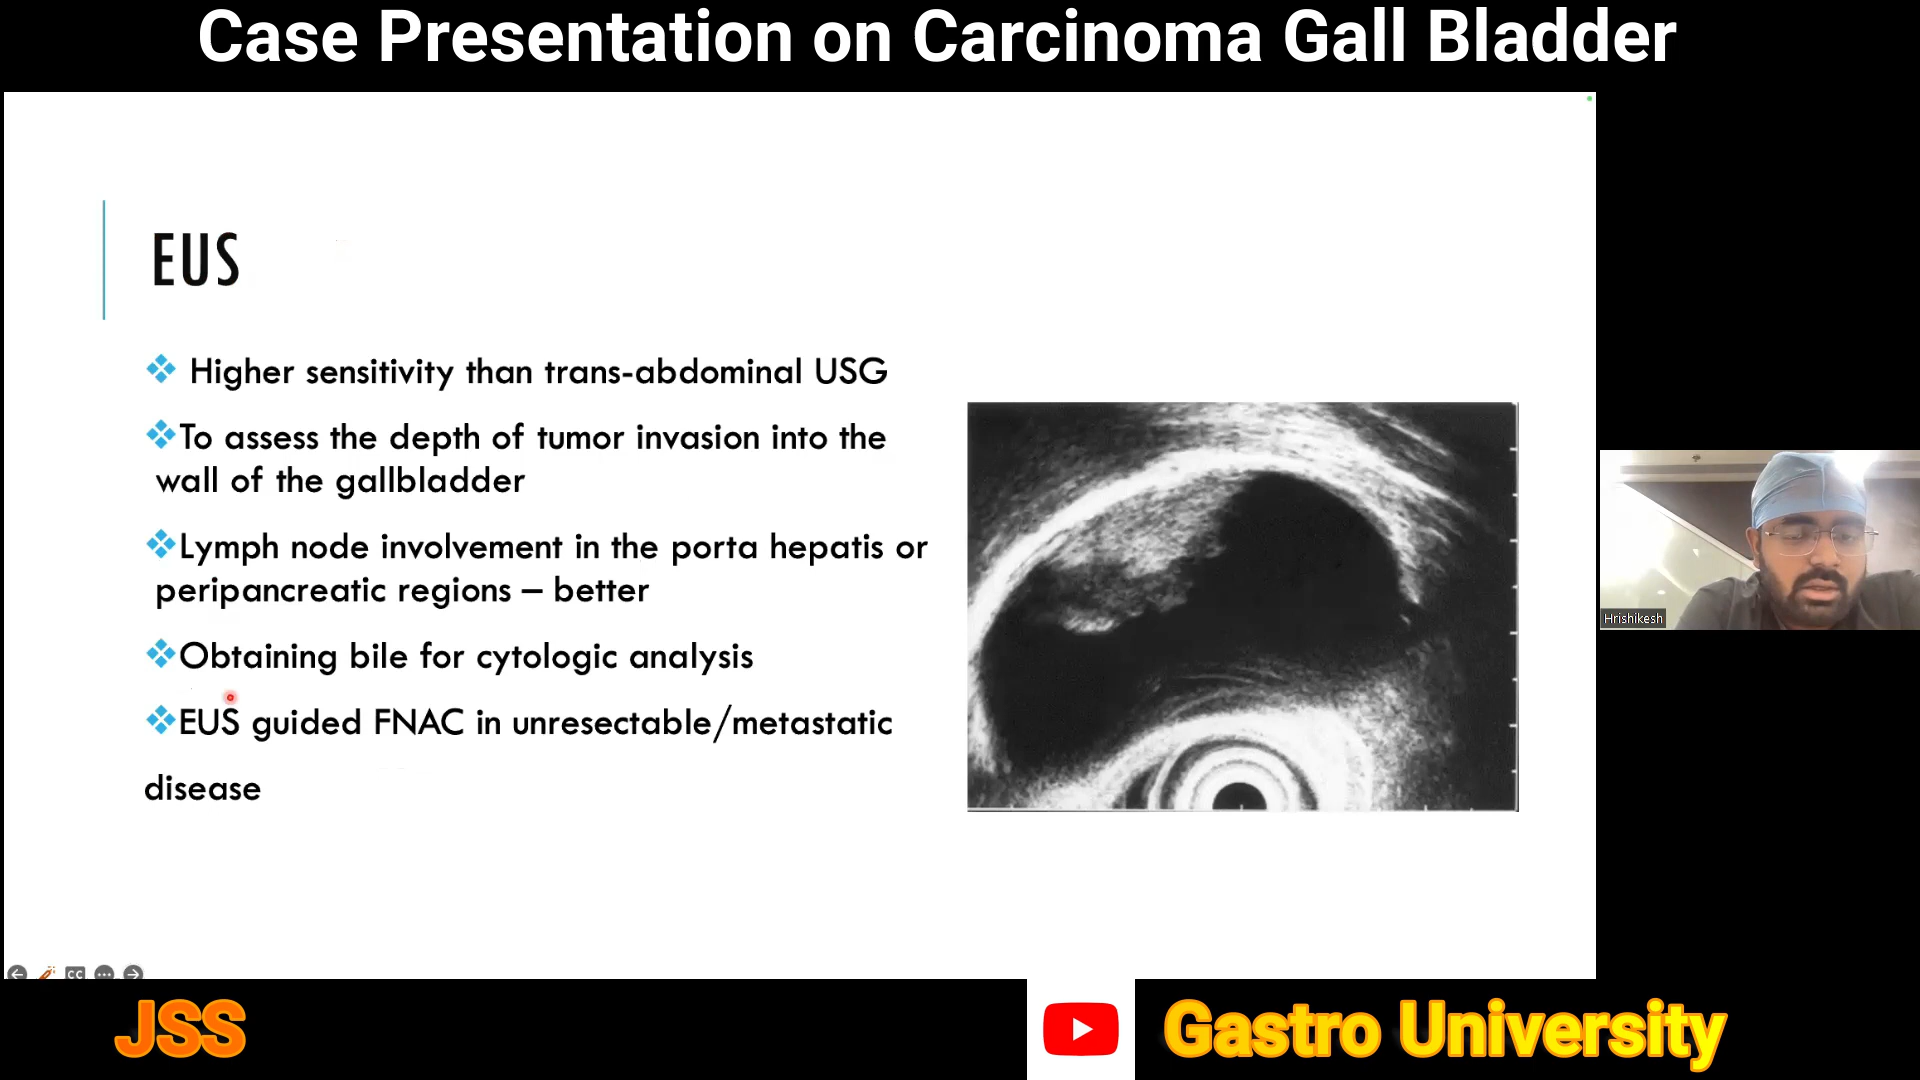 Case Presentation on Carcinoma Gall Bladder
EUS
Higher sensitivity than trans-abdominal USG
To assess the depth of tumor invasion into the
wall of the gallbladder
Lymph node involvement in the porta hepatis or
peripancreatic regions – better
Obtaining bile for cytologic analysis
EUS guided FNAC in unresectable/metastatic
disease
Hrishikesh
CC
JSS
Gastro University